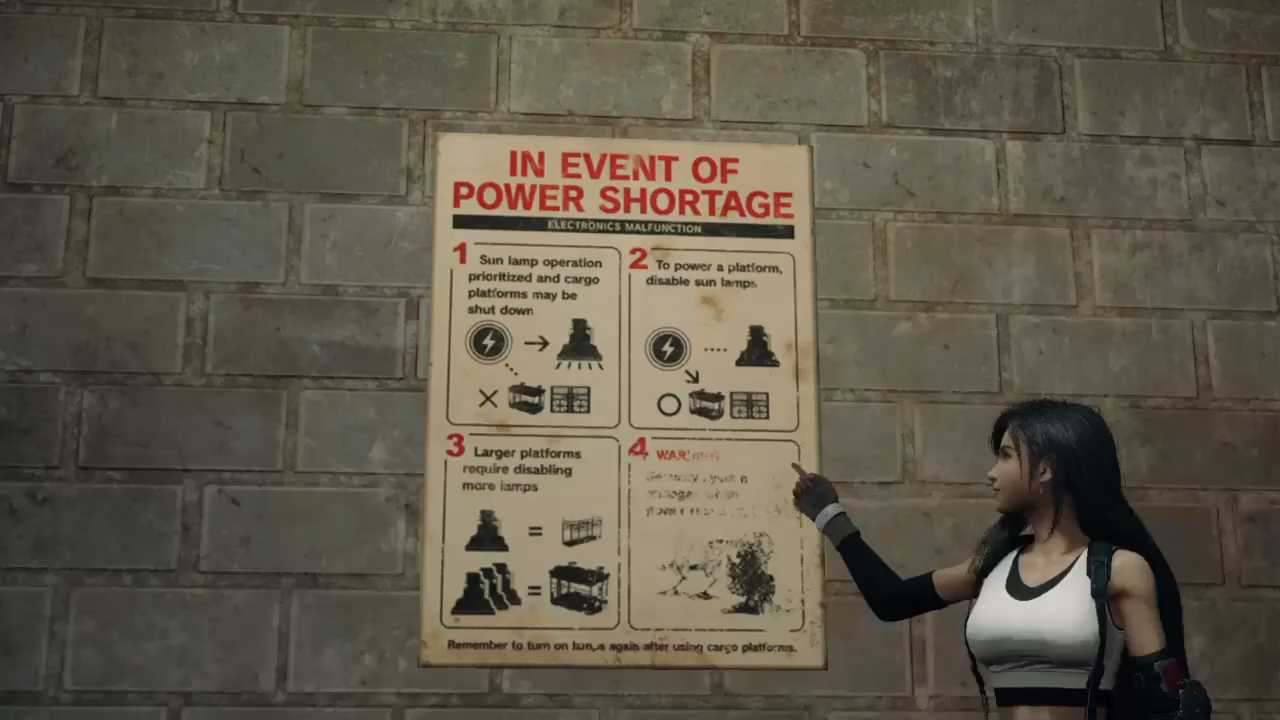 IN EVENT OF
POWER SHORTAGE
ELECTRONICS MALFUNCTION
1 Sun lamp operation
prioritized and cargo
platforms may be
shut down
2 To power a platform,
disable sun lamps.
3 Larger platforms
require disabling
more lamps
4
Remember to turn on lamps again after using cargo platforms.